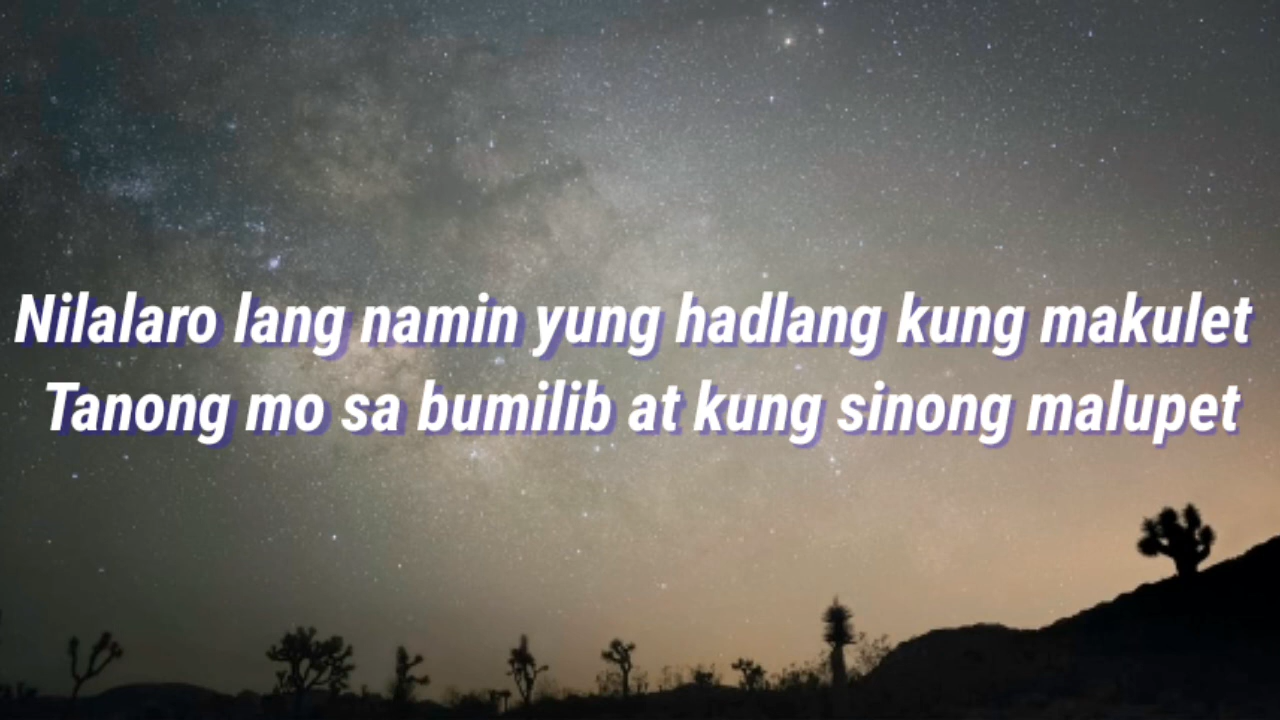 Nilalaro lang namin yung hadlang kung makulet
Tanong mo sa bumilib at kung sinong malupet